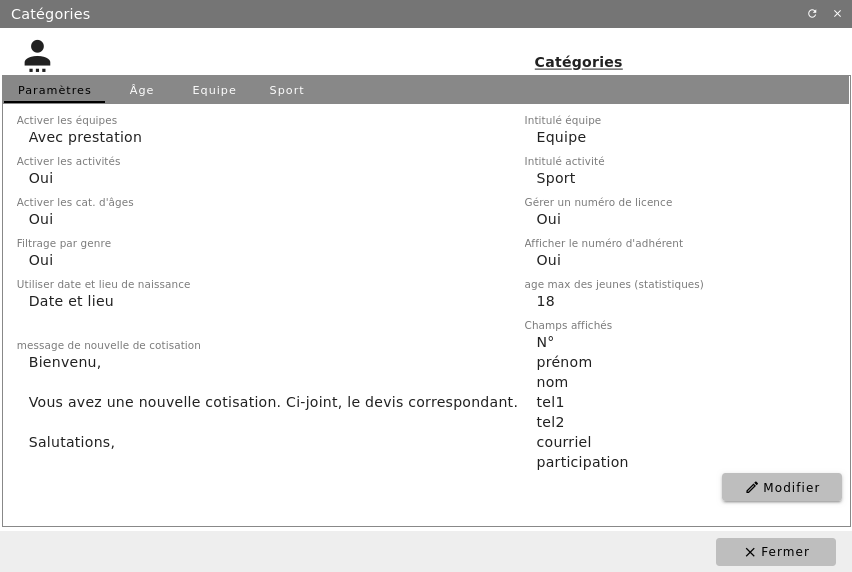 Catégories
Catégories
Paramètres Âge Equipe Sport
Activer les équipes
Avec prestation
Activer les activités
Oui
Activer les cat. d'âges
Oui
Filtrage par genre
Oui
Utiliser date et lieu de naissance
Date et lieu
message de nouvelle de cotisation
Bienvenu,
Vous avez une nouvelle cotisation. Ci-joint, le devis correspondant.
Salutations,
Intitulé équipe
Equipe
Intitulé activité
Sport
Gérer un numéro de licence
Oui
Afficher le numéro d'adhérent
Oui
age max des jeunes (statistiques)
18
Champs affichés
N°
prénom
nom
tel1
tel2
courriel
participation
Modifier
Fermer